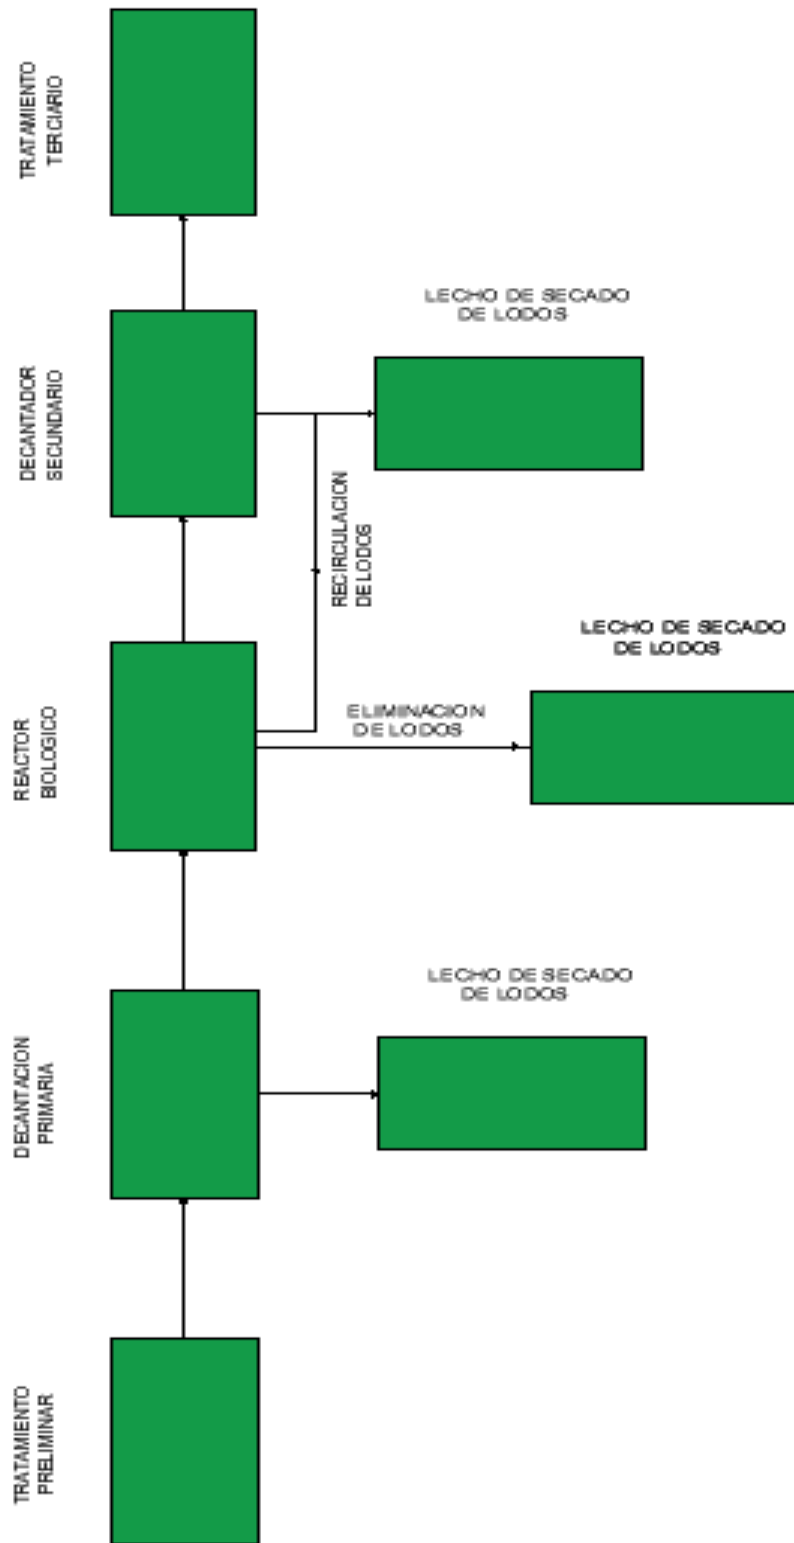 TRATAMIENTO
TERCIARIO
LECHO DE SECADO
DE LODOS
DECANTADOR
SECUNDARIO
RECIRCULACION
DE LODOS
LECHO DE SECADO
DE LODOS
ELIMINACION
DE LODOS
REACTOR
BIOLOGICO
LECHO DE SECADO
DE LODOS
DECANTACION
PRIMARIA
TRATAMIENTO
PRELIMINAR